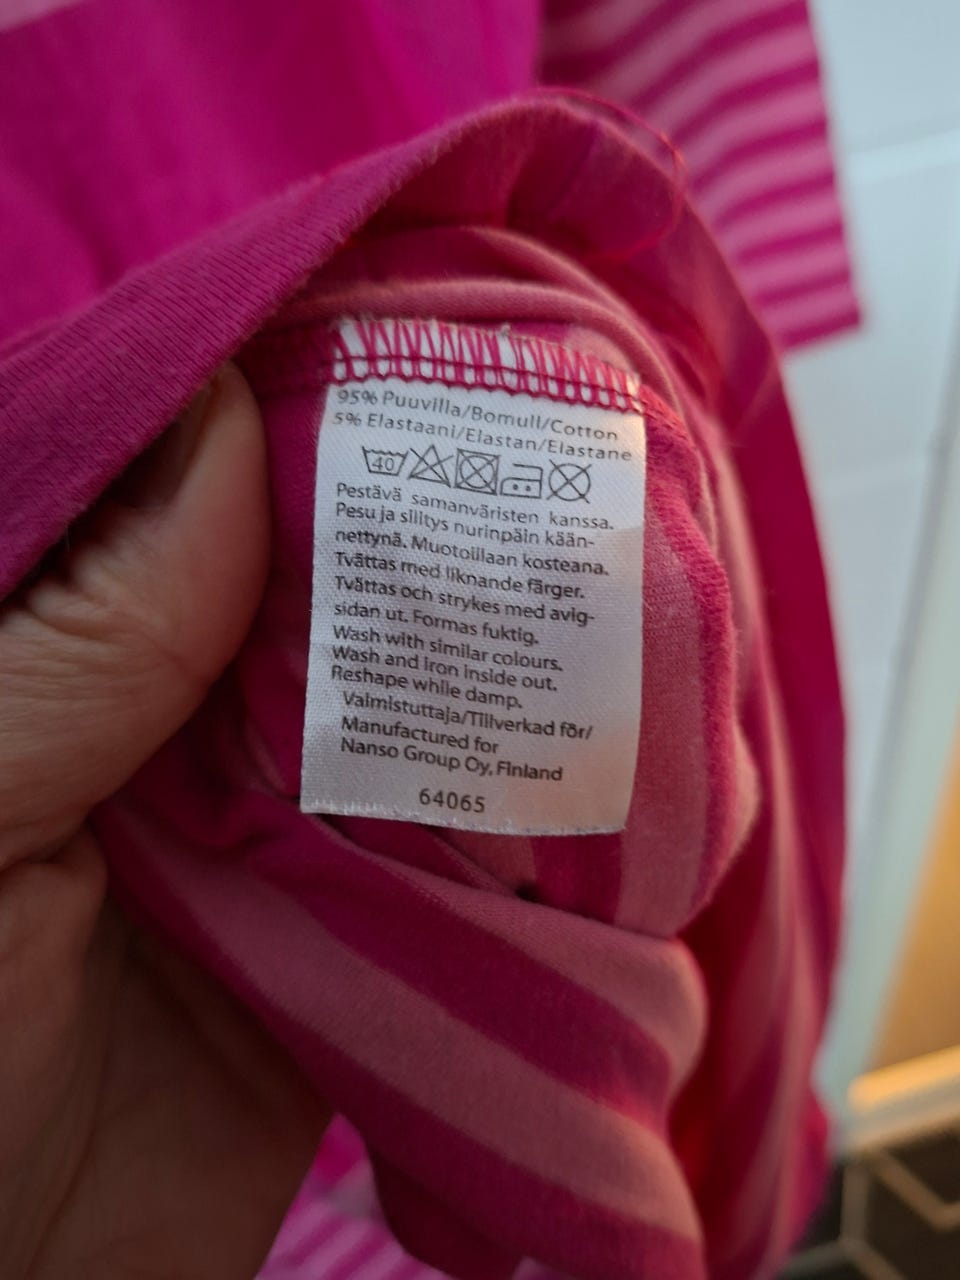 95% Puuvilla/Bomull/Cotton
5% Elastaani/Elastan/Elastane
40
Pestävä samanväristen kanssa.
Pesu ja silitys nurinpäin kään-
nettynä. Muotoillaan kosteana.
Tvättas med liknande färger.
Tvättas och strykes med avig-
sidan ut. Formas fuktig.
Wash with similar colours.
Wash and iron inside out.
Reshape while damp.
Valmistuttaja/Tillverkad för/
Manufactured for
Nanso Group Oy, Finland
64065